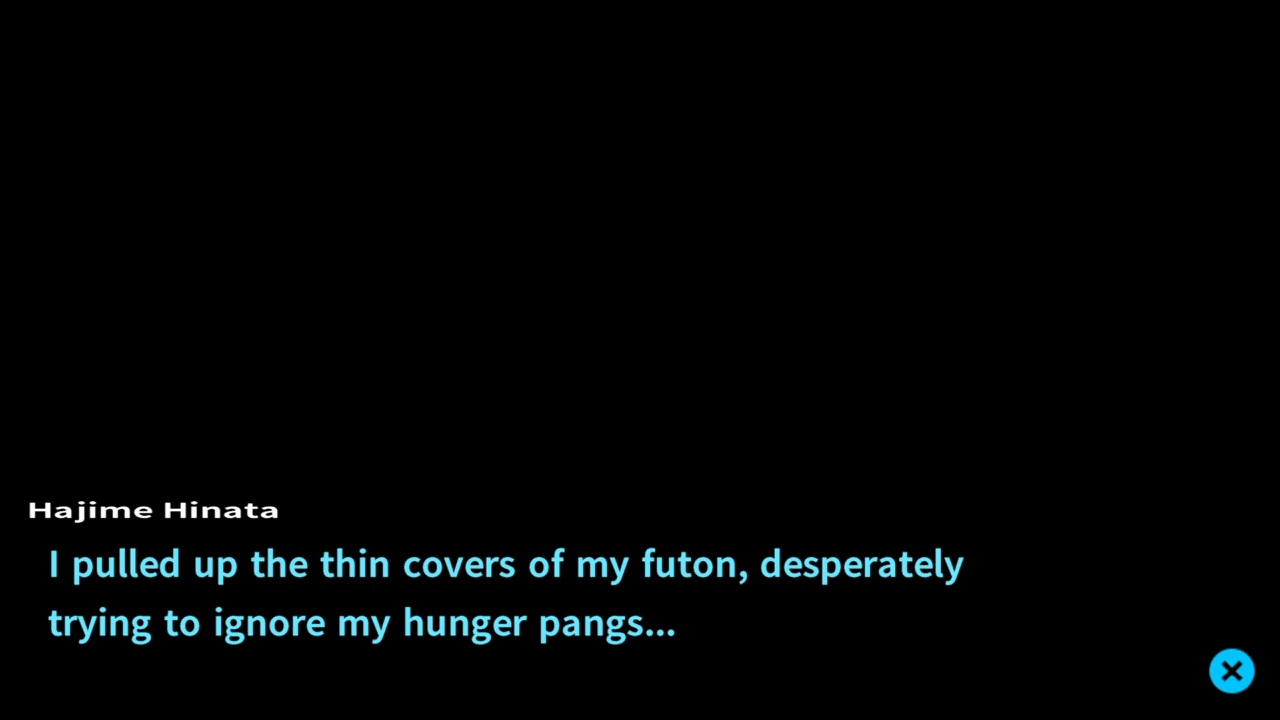 Hajime Hinata
I pulled up the thin covers of my futon, desperately
trying to ignore my hunger pangs...